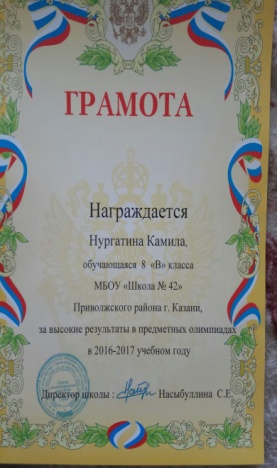 ГРАМОТА
Награждается
Нургатина Камила,
обучающаяся 8 «В» класса
МБОУ «Школа № 42»
Приволжского района г. Казани,
за высокие результаты в предметных олимпиадах
в 2016-2017 учебном году
Директор школы : Насыбуллина С.Е.